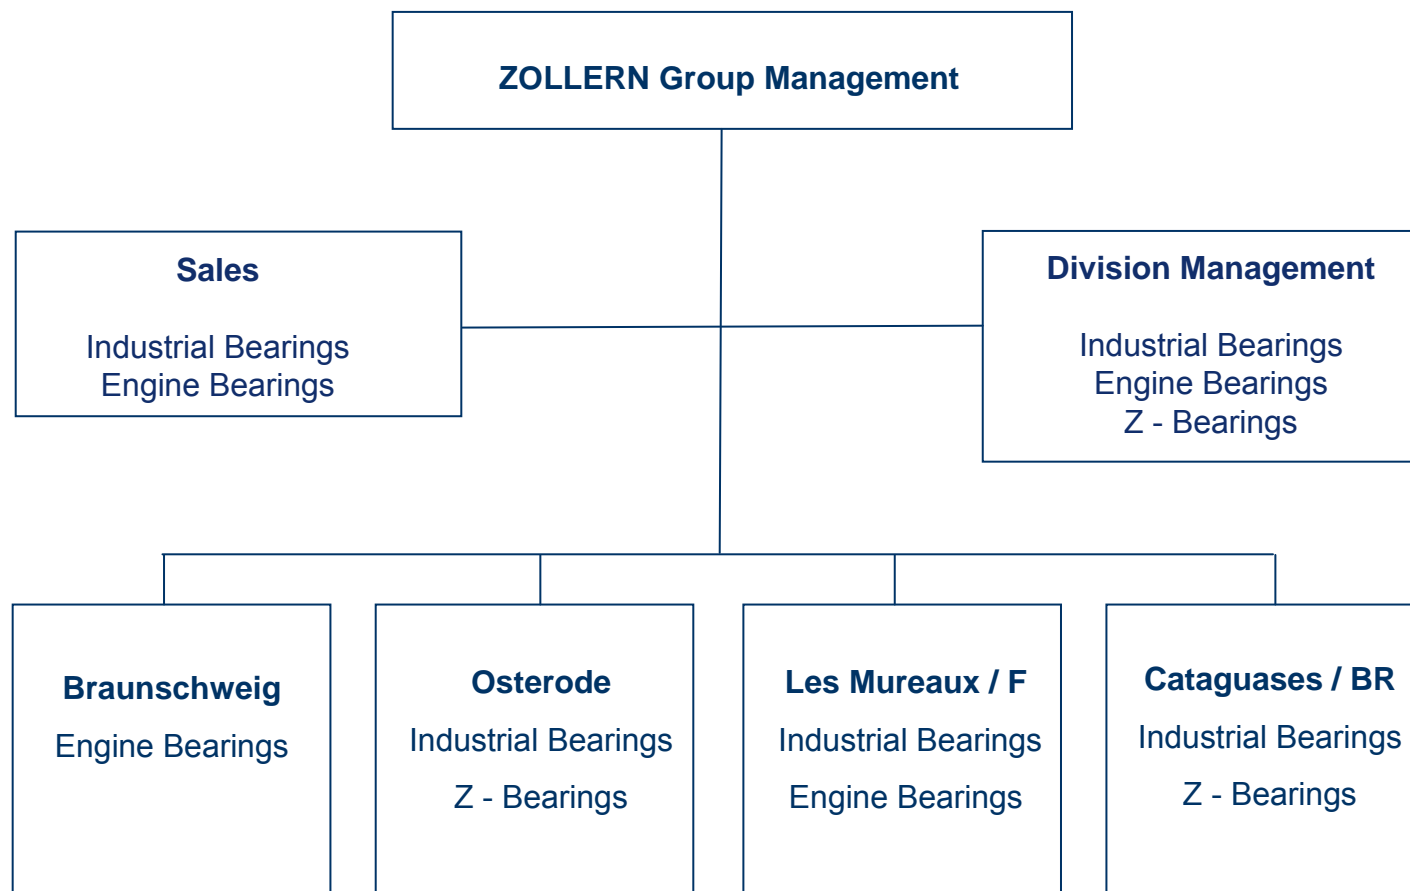 ZOLLERN Group Management
Sales
Industrial Bearings
Engine Bearings
Division Management
Industrial Bearings
Engine Bearings
Z - Bearings
Braunschweig
Engine Bearings
Osterode
Industrial Bearings
Z - Bearings
Les Mureaux / F
Industrial Bearings
Engine Bearings
Cataguases / BR
Industrial Bearings
Z - Bearings